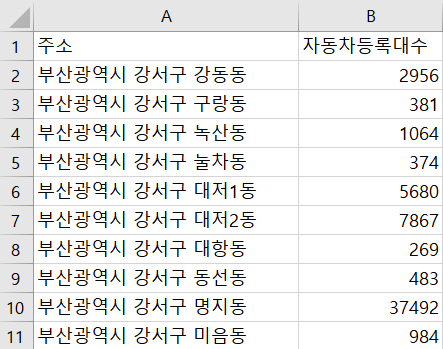 A B
1 주소 자동차등록대수
2 부산광역시 강서구 강동동 2956
3 부산광역시 강서구 구랑동 381
4 부산광역시 강서구 녹산동 1064
5 부산광역시 강서구 눌차동 374
6 부산광역시 강서구 대저1동 5680
7 부산광역시 강서구 대저2동 7867
8 부산광역시 강서구 대항동 269
9 부산광역시 강서구 동선동 483
10 부산광역시 강서구 명지동 37492
11 부산광역시 강서구 미음동 984